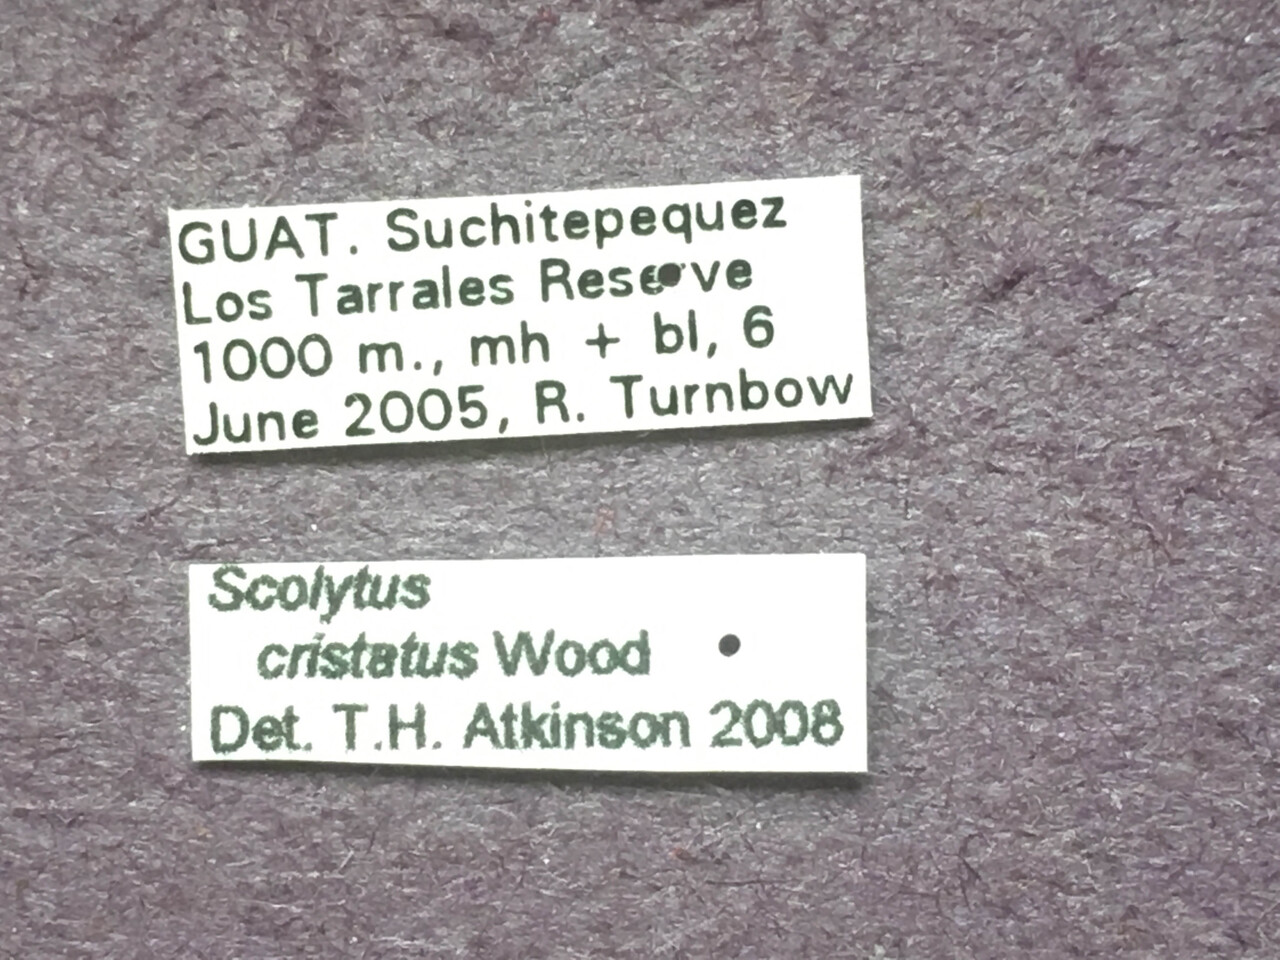 GUAT. Suchitepequez
Los Tarrales Reserve
1000 m., mh + bl, 6
June 2005, R. Turnbow
Scolytus
cristatus Wood
Det. T.H. Atkinson 2008